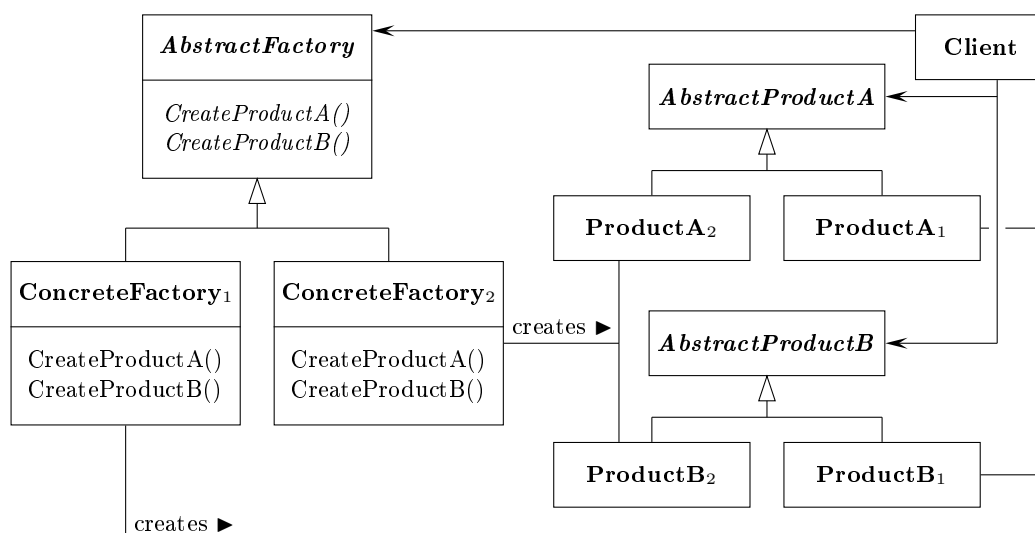 AbstractFactory
CreateProductA()
CreateProductB()
Client
AbstractProductA
ProductA₂
ProductA₁
ConcreteFactory₁
CreateProductA()
CreateProductB()
ConcreteFactory₂
CreateProductA()
CreateProductB()
creates ►
AbstractProductB
ProductB₂
ProductB₁
creates ►